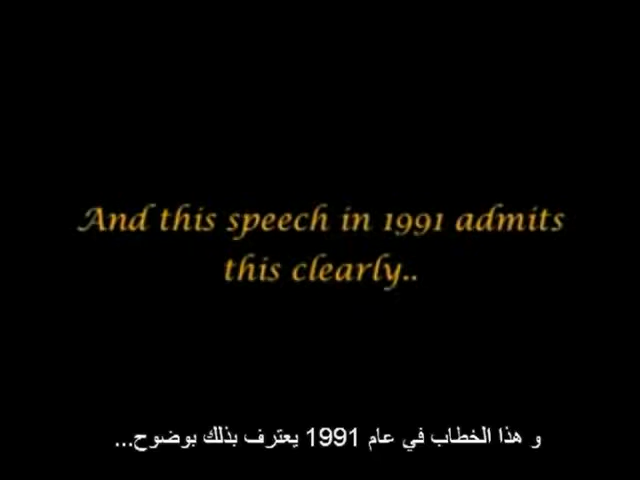 And this speech in 1991 admits
this clearly..
و هذا الخطاب في عام 1991 يعترف بذلك بوضوح...